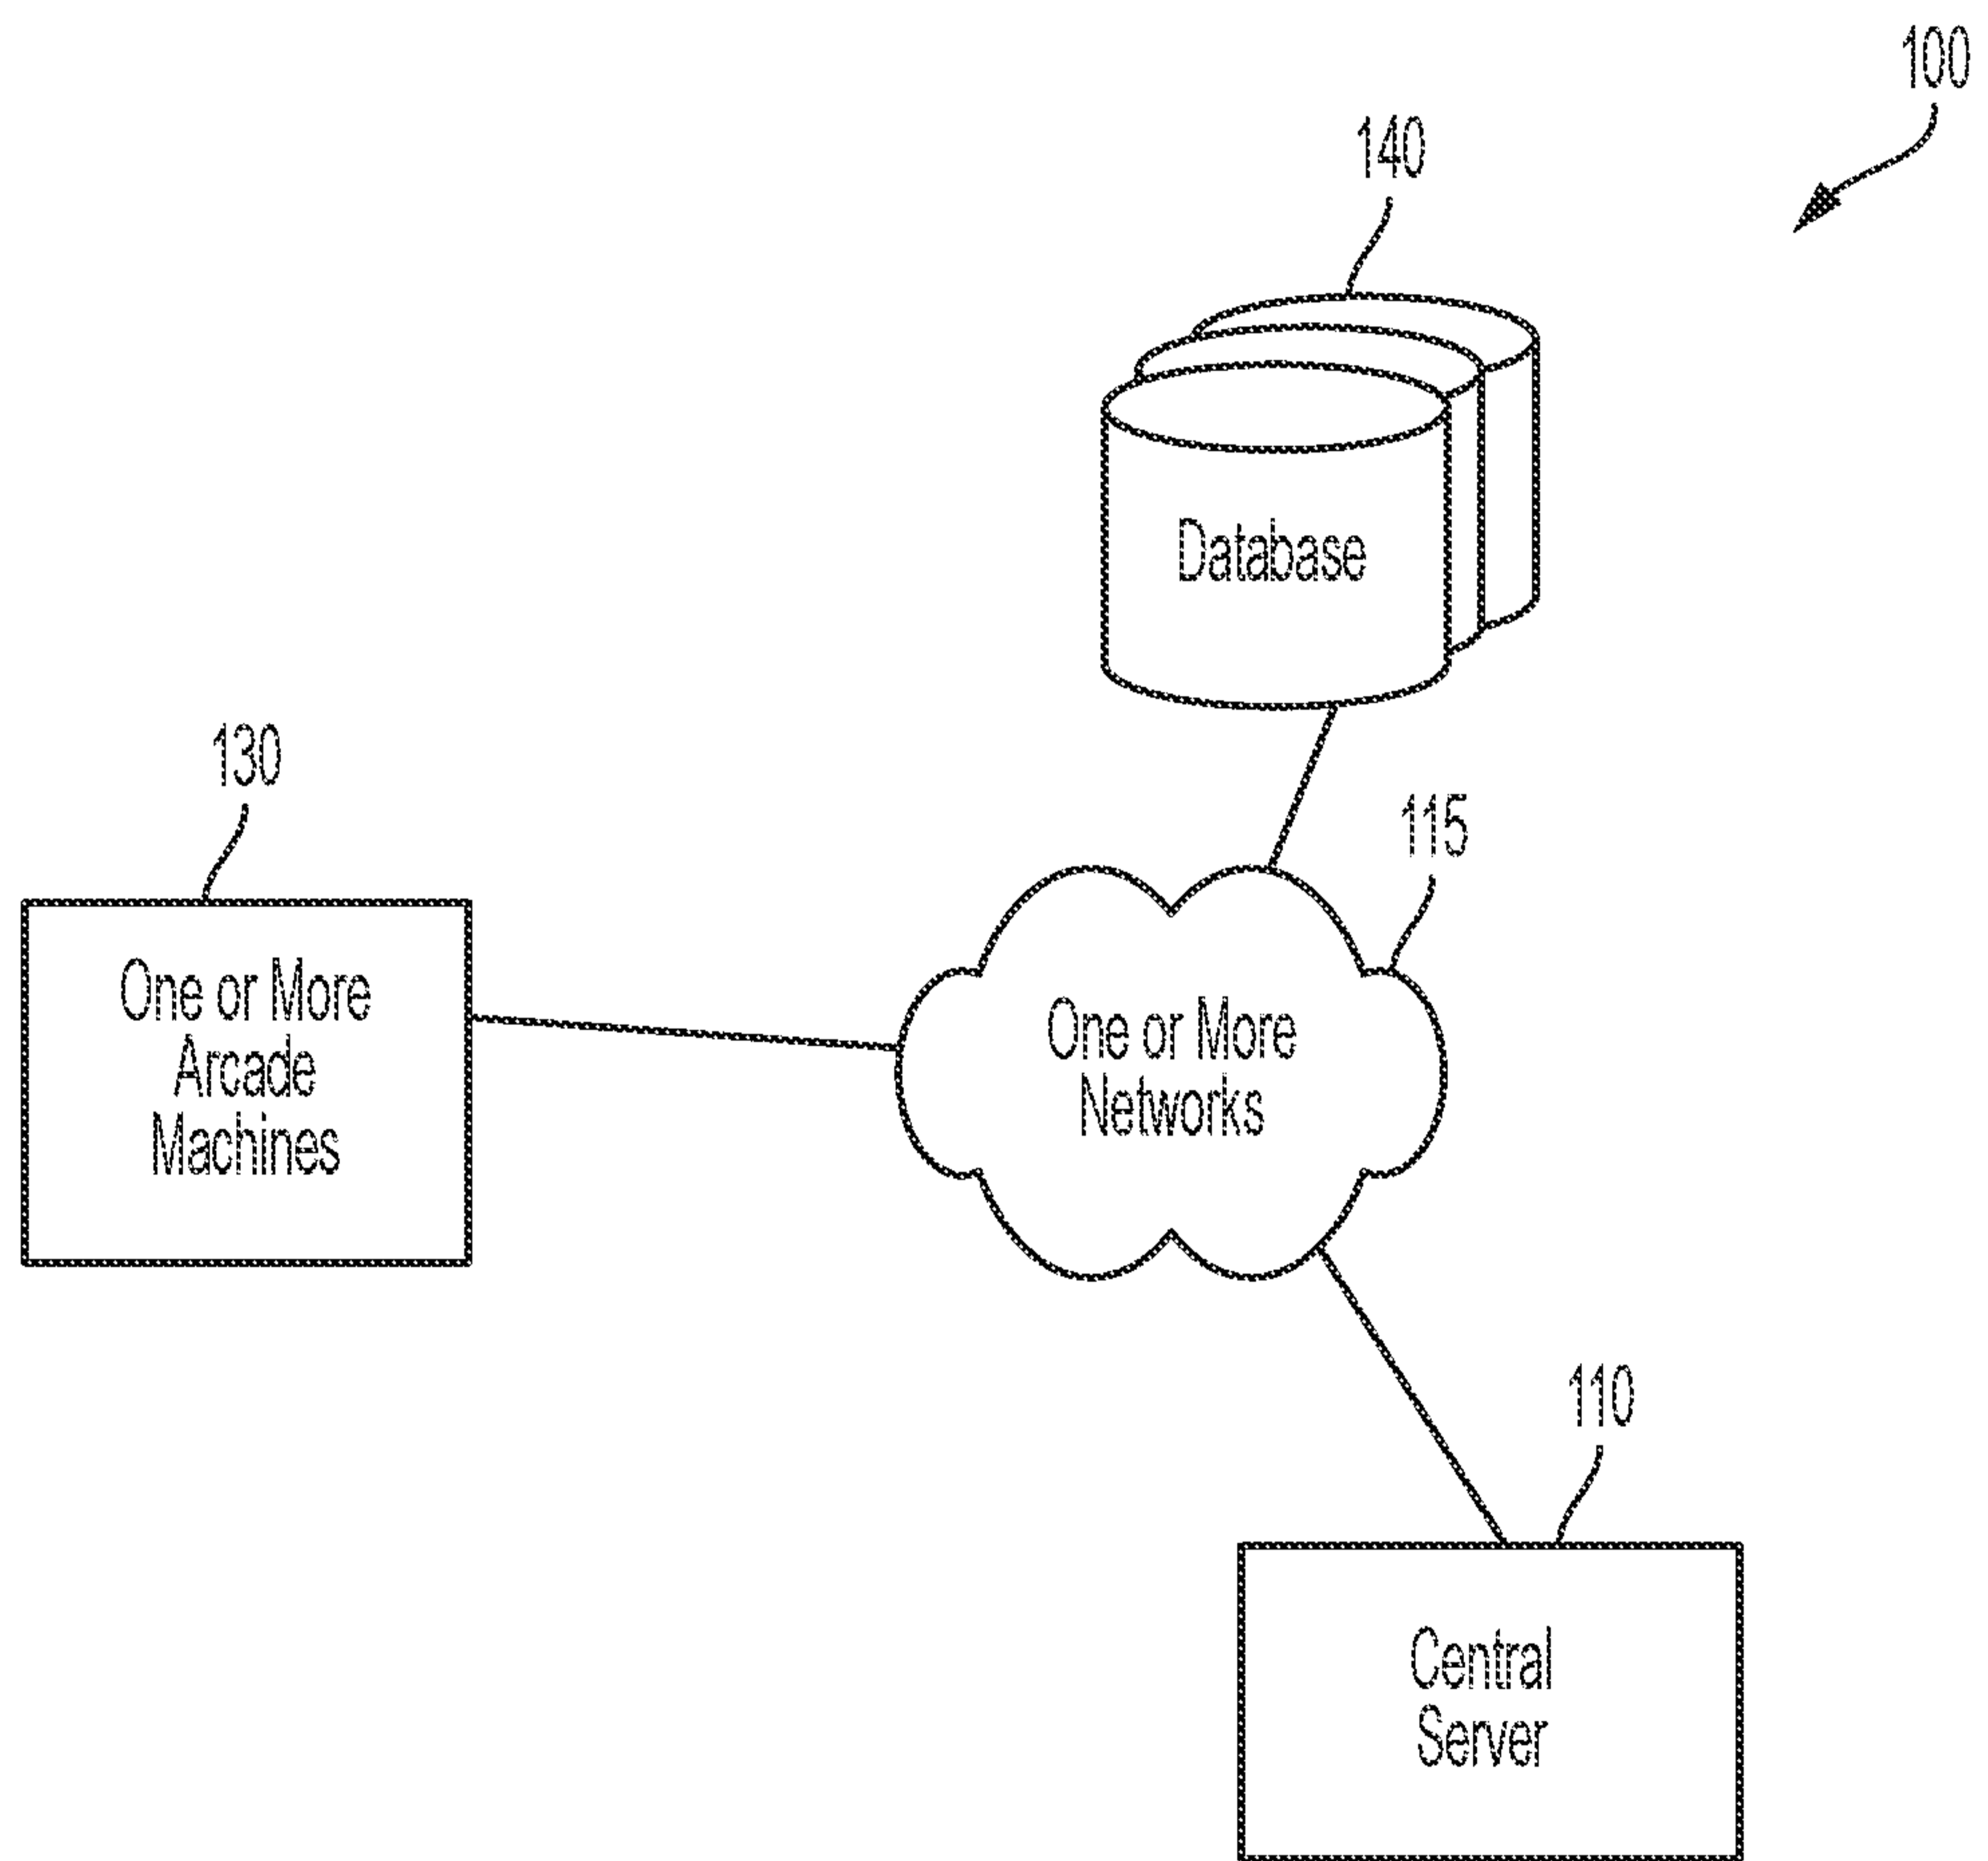 100
140
Database
130
115
One or More
Arcade
Machines
One or More
Networks
110
Central
Server